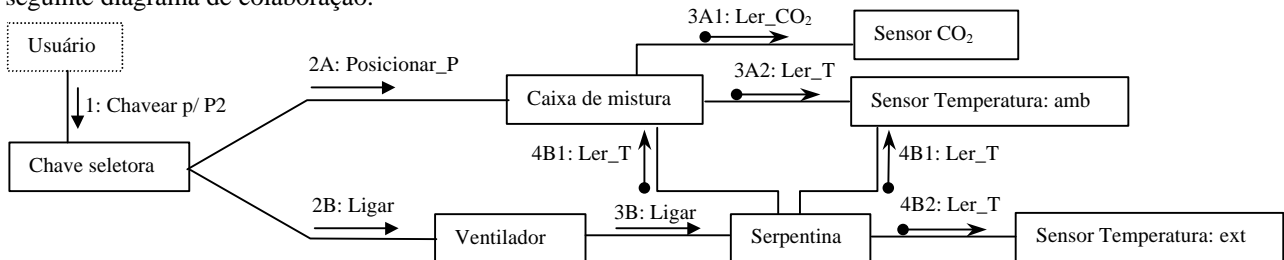 seguinte diagrama de colaboração:
3A1: Ler_CO₂
Sensor CO₂
Usuário
2A: Posicionar_P
3A2: Ler_T
1: Chavear p/ P2
Caixa de mistura
Sensor Temperatura: amb
Chave seletora
4B1: Ler_T
4B1: Ler_T
2B: Ligar
3B: Ligar
4B2: Ler_T
Ventilador
Serpentina
Sensor Temperatura: ext